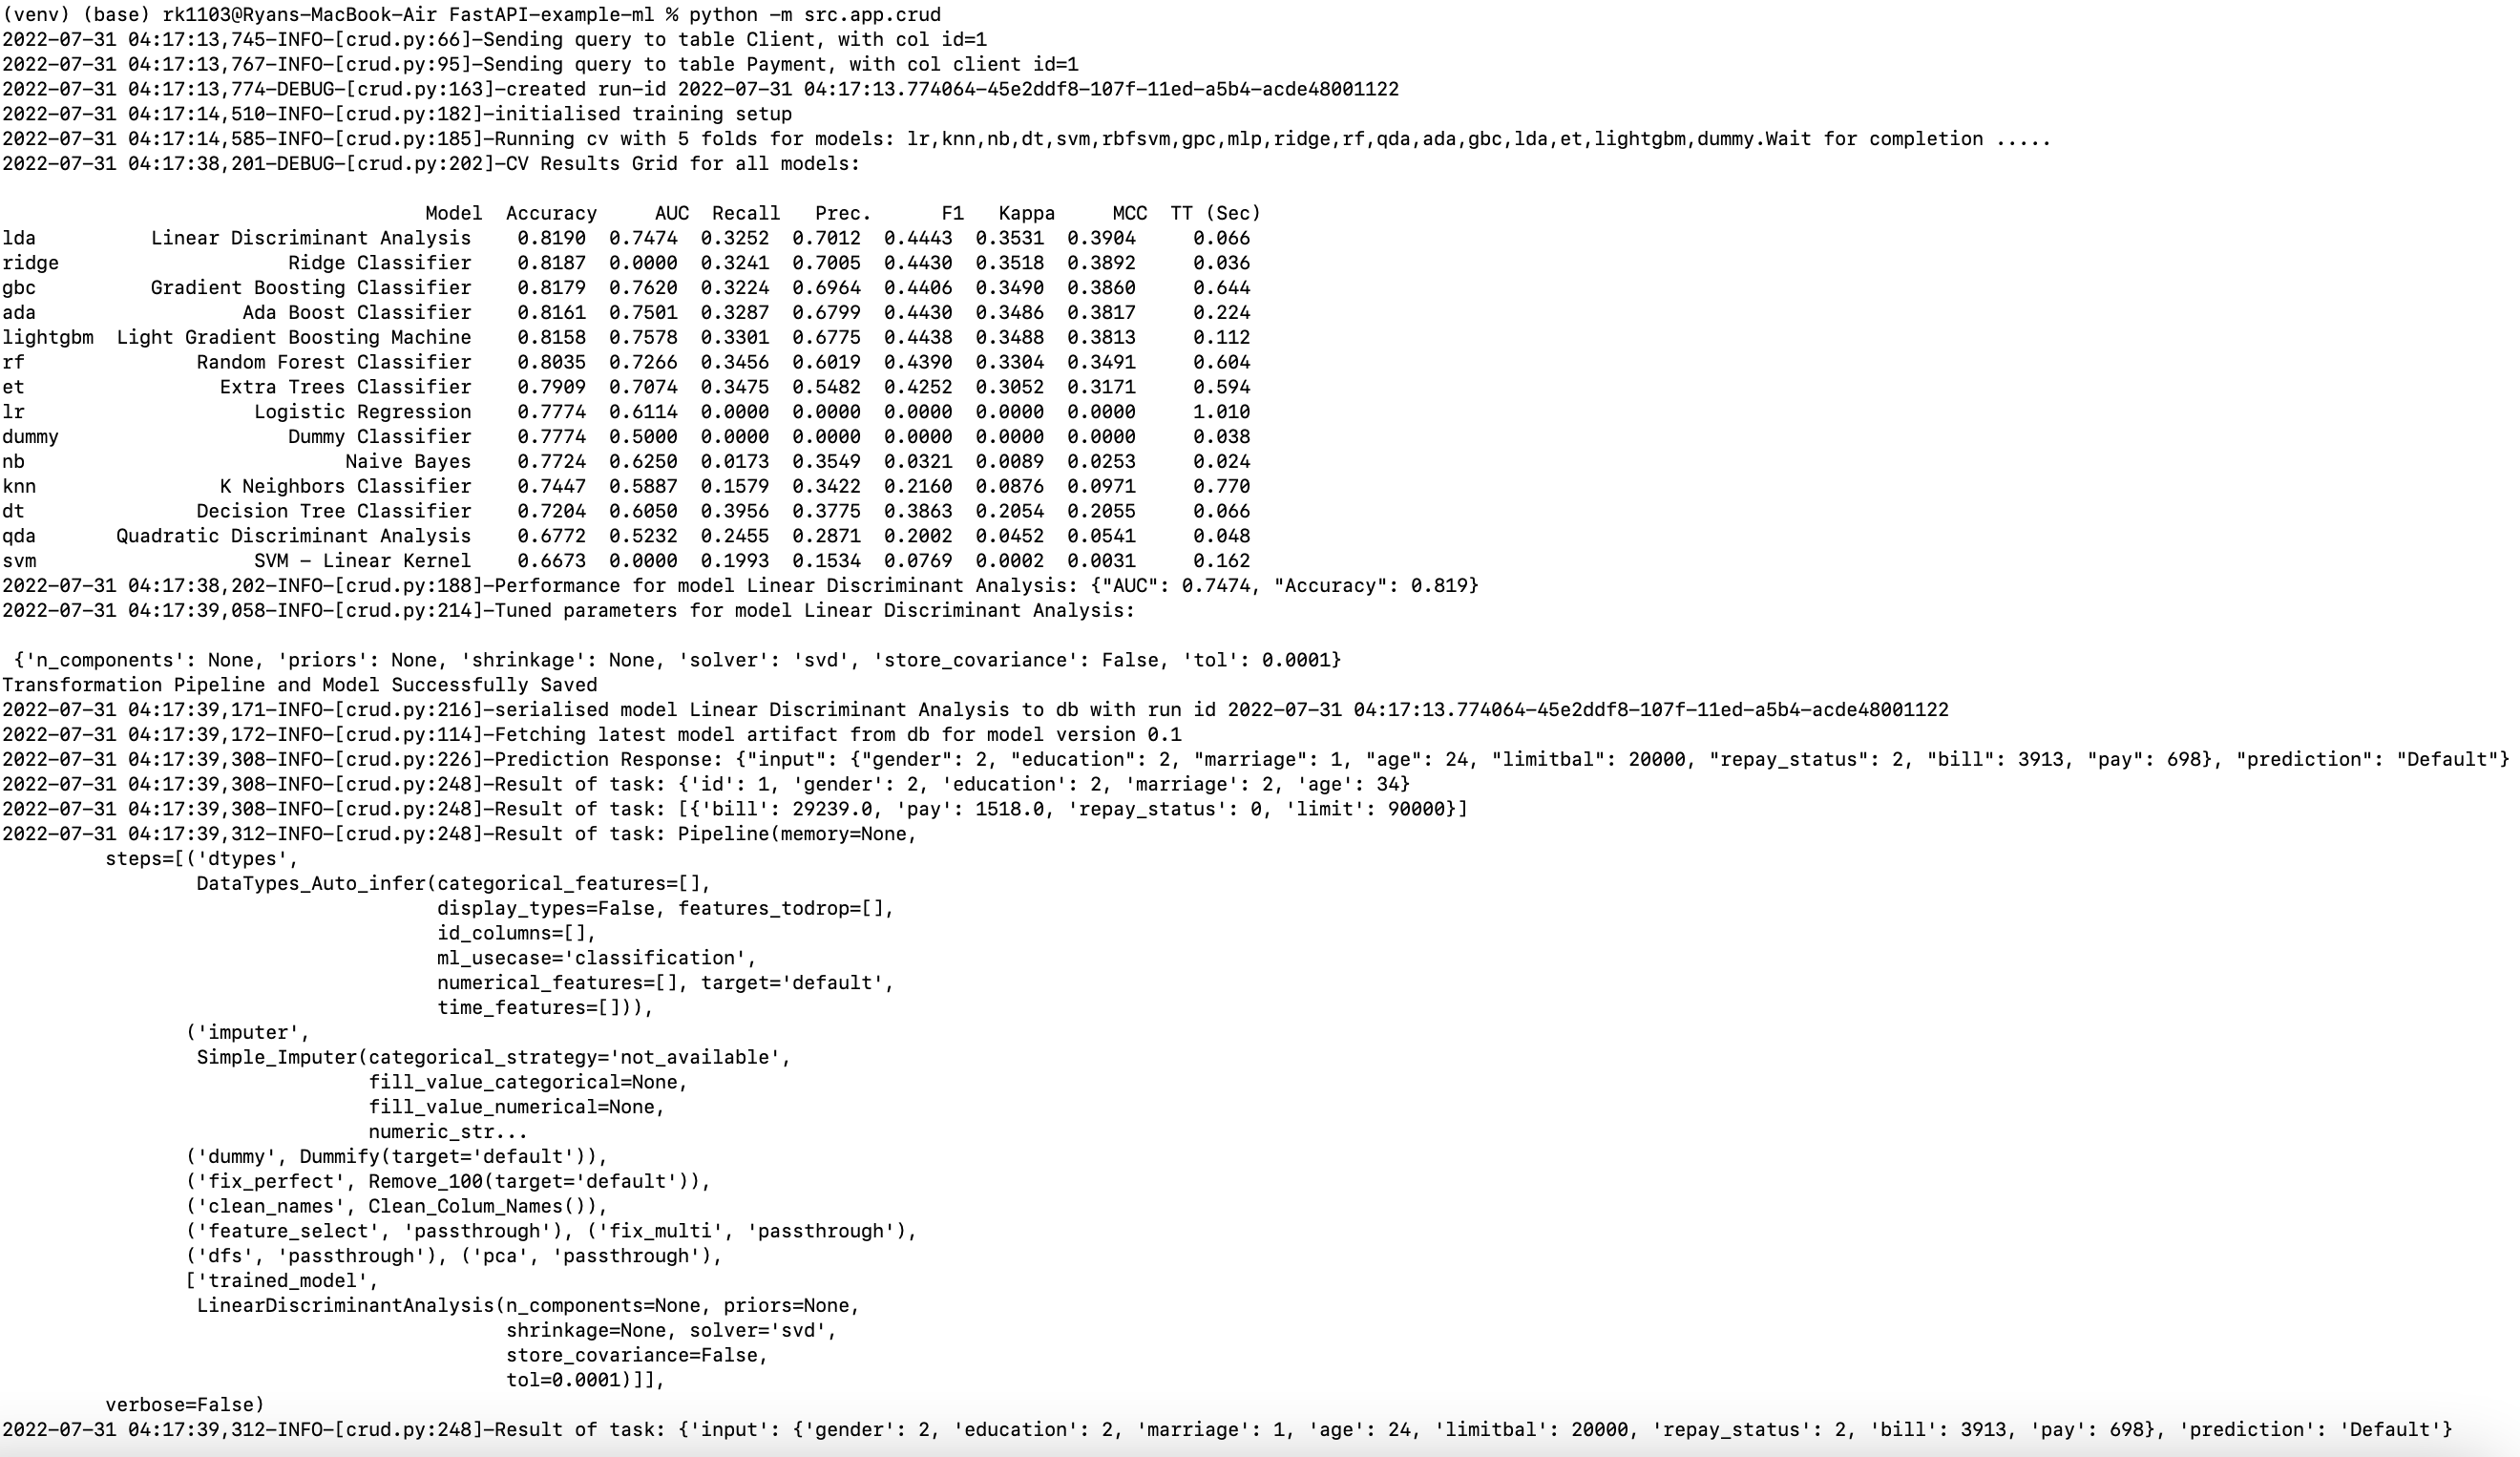 (venv) (base) rk1103@Ryans-MacBook-Air FastAPI-example-ml % python -m src.app.crud
2022-07-31 04:17:13,745-INFO-[crud.py:66]-Sending query to table Client, with col id=1
2022-07-31 04:17:13,767-INFO-[crud.py:95]-Sending query to table Payment, with col client id=1
2022-07-31 04:17:13,774-DEBUG-[crud.py:163]-created run-id 2022-07-31 04:17:13.774064-45e2ddf8-107f-11ed-a5b4-acde48001122
2022-07-31 04:17:14,510-INFO-[crud.py:182]-initialised training setup
2022-07-31 04:17:14,585-INFO-[crud.py:185]-Running cv with 5 folds for models: lr,knn,nb,dt,svm,rbfsvm,gpc,mlp,ridge,rf,qda,ada,gbc,lda,et,lightgbm,dummy.Wait for completion .....
2022-07-31 04:17:38,201-DEBUG-[crud.py:202]-CV Results Grid for all models:
Model Accuracy AUC Recall Prec. F1 Kappa MCC TT (Sec)
lda Linear Discriminant Analysis 0.8190 0.7474 0.3252 0.7012 0.4443 0.3531 0.3904 0.066
ridge Ridge Classifier 0.8187 0.0000 0.3241 0.7005 0.4430 0.3518 0.3892 0.036
gbc Gradient Boosting Classifier 0.8179 0.7620 0.3224 0.6964 0.4406 0.3490 0.3860 0.644
ada Ada Boost Classifier 0.8161 0.7501 0.3287 0.6799 0.4430 0.3486 0.3817 0.224
lightgbm Light Gradient Boosting Machine 0.8158 0.7578 0.3301 0.6775 0.4438 0.3488 0.3813 0.112
rf Random Forest Classifier 0.8035 0.7266 0.3456 0.6019 0.4390 0.3304 0.3491 0.604
et Extra Trees Classifier 0.7909 0.7074 0.3475 0.5482 0.4252 0.3052 0.3171 0.594
lr Logistic Regression 0.7774 0.6114 0.0000 0.0000 0.0000 0.0000 0.0000 1.010
dummy Dummy Classifier 0.7774 0.5000 0.0000 0.0000 0.0000 0.0000 0.0000 0.038
nb Naive Bayes 0.7724 0.6250 0.0173 0.3549 0.0321 0.0089 0.0253 0.024
knn K Neighbors Classifier 0.7447 0.5887 0.1579 0.3422 0.2160 0.0876 0.0971 0.770
dt Decision Tree Classifier 0.7204 0.6050 0.3956 0.3775 0.3863 0.2054 0.2055 0.066
qda Quadratic Discriminant Analysis 0.6772 0.5232 0.2455 0.2871 0.2002 0.0452 0.0541 0.048
svm SVM - Linear Kernel 0.6673 0.0000 0.1993 0.1534 0.0769 0.0002 0.0031 0.162
2022-07-31 04:17:38,202-INFO-[crud.py:188]-Performance for model Linear Discriminant Analysis: {"AUC": 0.7474, "Accuracy": 0.819}
2022-07-31 04:17:39,058-INFO-[crud.py:214]-Tuned parameters for model Linear Discriminant Analysis:
{'n_components': None, 'priors': None, 'shrinkage': None, 'solver': 'svd', 'store_covariance': False, 'tol': 0.0001}
Transformation Pipeline and Model Successfully Saved
2022-07-31 04:17:39,171-INFO-[crud.py:216]-serialised model Linear Discriminant Analysis to db with run id 2022-07-31 04:17:13.774064-45e2ddf8-107f-11ed-a5b4-acde48001122
2022-07-31 04:17:39,172-INFO-[crud.py:114]-Fetching latest model artifact from db for model version 0.1
2022-07-31 04:17:39,308-INFO-[crud.py:226]-Prediction Response: {"input": {"gender": 2, "education": 2, "marriage": 1, "age": 24, "limitbal": 20000, "repay_status": 2, "bill": 3913, "pay": 698}, "prediction": "Default"}
2022-07-31 04:17:39,308-INFO-[crud.py:248]-Result of task: {'id': 1, 'gender': 2, 'education': 2, 'marriage': 2, 'age': 34}
2022-07-31 04:17:39,308-INFO-[crud.py:248]-Result of task: [{'bill': 29239.0, 'pay': 1518.0, 'repay_status': 0, 'limit': 90000}]
2022-07-31 04:17:39,312-INFO-[crud.py:248]-Result of task: Pipeline(memory=None,
steps=[('dtypes',
DataTypes_Auto_infer(categorical_features=[],
display_types=False, features_todrop=[],
id_columns=[],
ml_usecase='classification',
numerical_features=[], target='default',
time_features=[])),
('imputer',
Simple_Imputer(categorical_strategy='not_available',
fill_value_categorical=None,
fill_value_numerical=None,
numeric_str...
('dummy', Dummify(target='default')),
('fix_perfect', Remove_100(target='default')),
('clean_names', Clean_Colum_Names()),
('feature_select', 'passthrough'), ('fix_multi', 'passthrough'),
('dfs', 'passthrough'), ('pca', 'passthrough'),
['trained_model',
LinearDiscriminantAnalysis(n_components=None, priors=None,
shrinkage=None, solver='svd',
store_covariance=False,
tol=0.0001)]],
verbose=False)
2022-07-31 04:17:39,312-INFO-[crud.py:248]-Result of task: {'input': {'gender': 2, 'education': 2, 'marriage': 1, 'age': 24, 'limitbal': 20000, 'repay_status': 2, 'bill': 3913, 'pay': 698}, 'prediction': 'Default'}